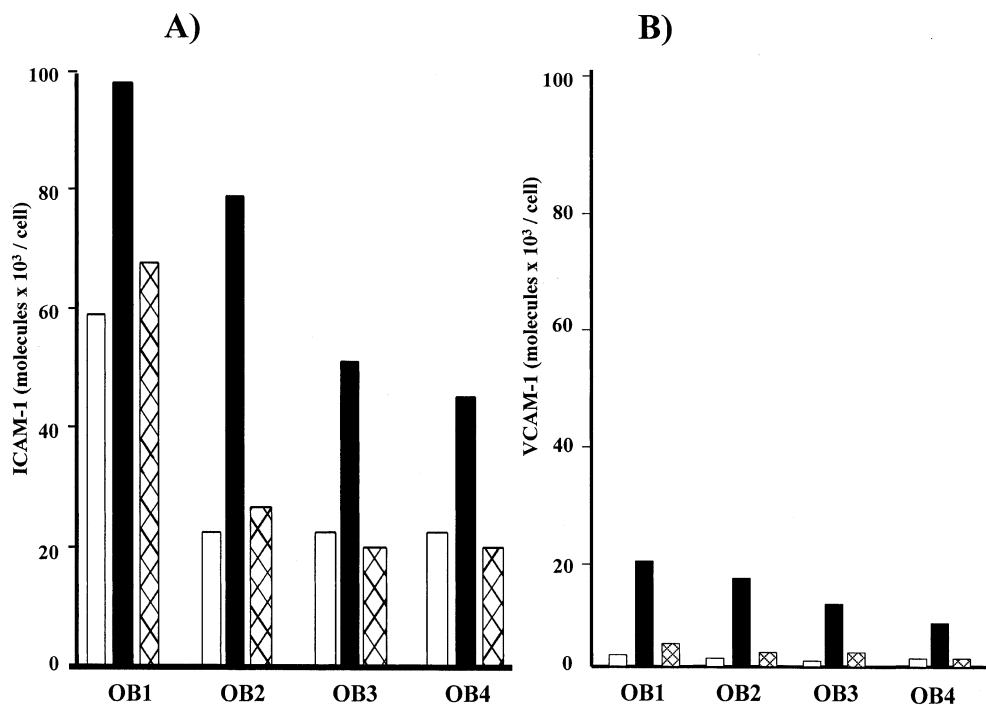 A)
ICAM-1 (molecules x 10³ / cell)
100
80
60
40
20
0
OB1 OB2 OB3 OB4
B)
VCAM-1 (molecules x 10³ / cell)
100
80
60
40
20
0
OB1 OB2 OB3 OB4